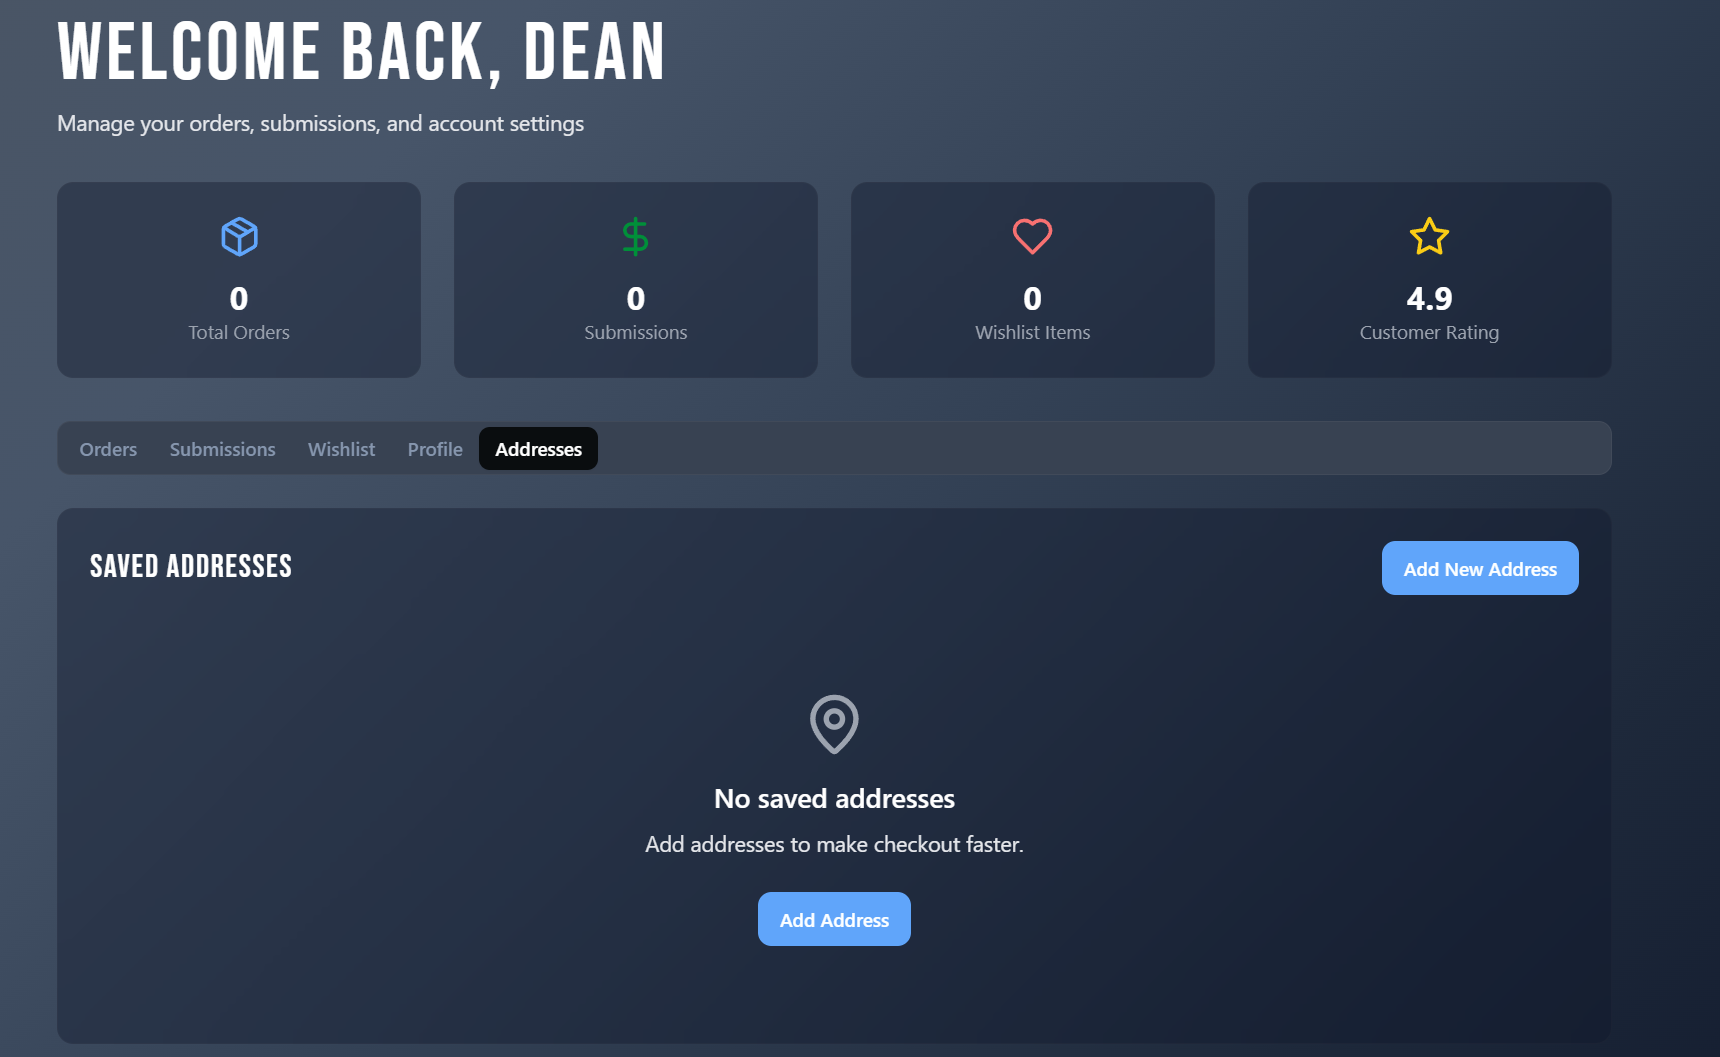 WELCOME BACK, DEAN
Manage your orders, submissions, and account settings
0
Total Orders
0
Submissions
0
Wishlist Items
4.9
Customer Rating
Orders
Submissions
Wishlist
Profile
Addresses
SAVED ADDRESSES
Add New Address
No saved addresses
Add addresses to make checkout faster.
Add Address